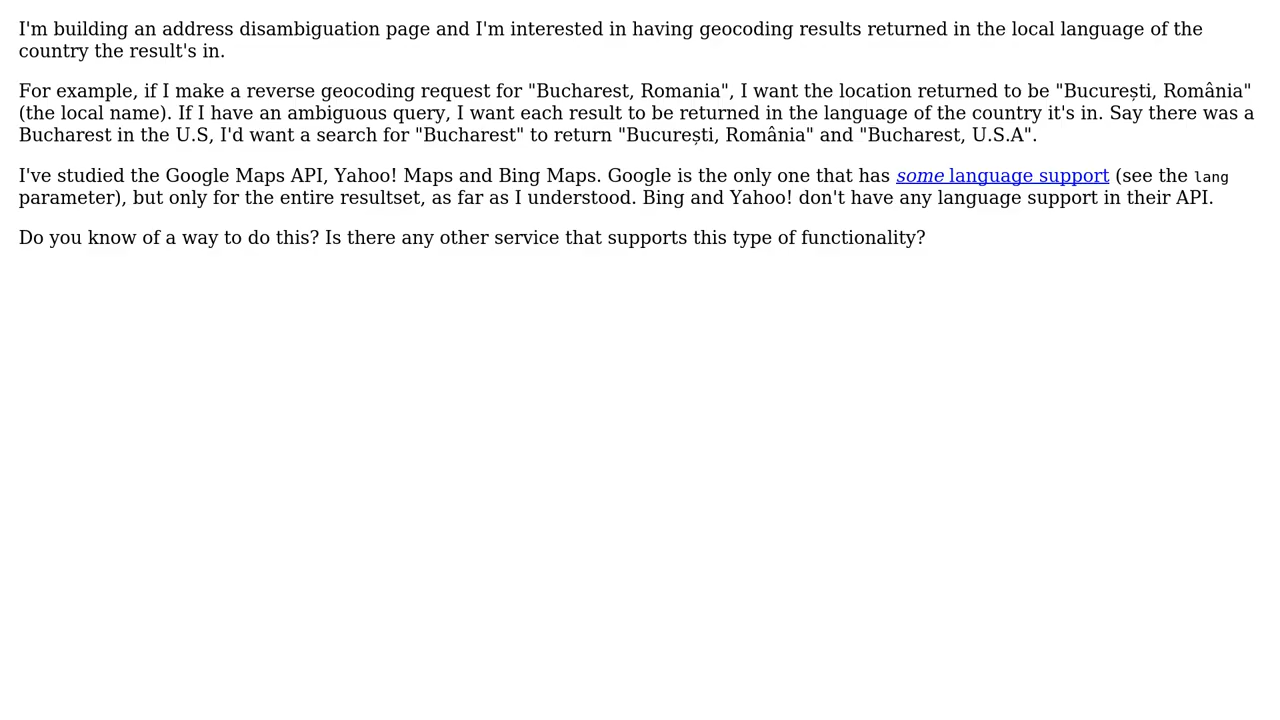 I'm building an address disambiguation page and I'm interested in having geocoding results returned in the local language of the
country the result's in.
For example, if I make a reverse geocoding request for "Bucharest, Romania", I want the location returned to be "București, România"
(the local name). If I have an ambiguous query, I want each result to be returned in the language of the country it's in. Say there was a
Bucharest in the U.S, I'd want a search for "Bucharest" to return "București, România" and "Bucharest, U.S.A".
I've studied the Google Maps API, Yahoo! Maps and Bing Maps. Google is the only one that has some language support (see the lang
parameter), but only for the entire resultset, as far as I understood. Bing and Yahoo! don't have any language support in their API.
Do you know of a way to do this? Is there any other service that supports this type of functionality?